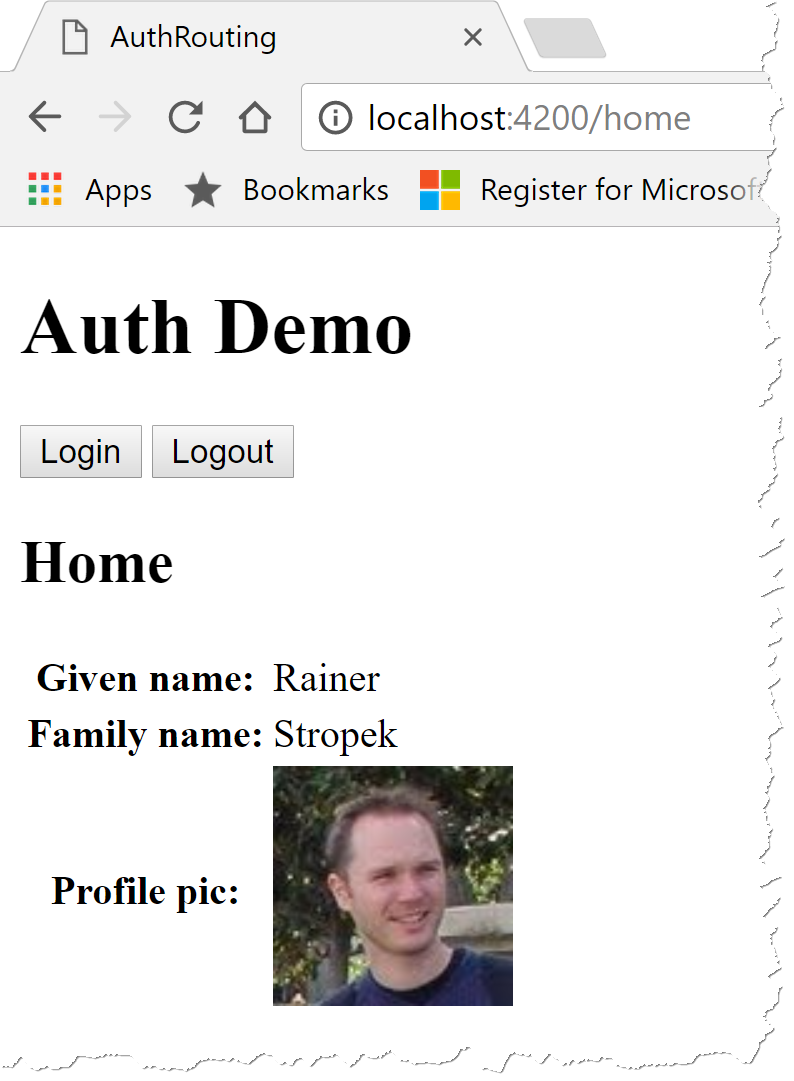 AuthRouting
localhost:4200/home
Apps Bookmarks Register for Microsof
Auth Demo
Login Logout
Home
Given name: Rainer
Family name: Stropek
Profile pic: